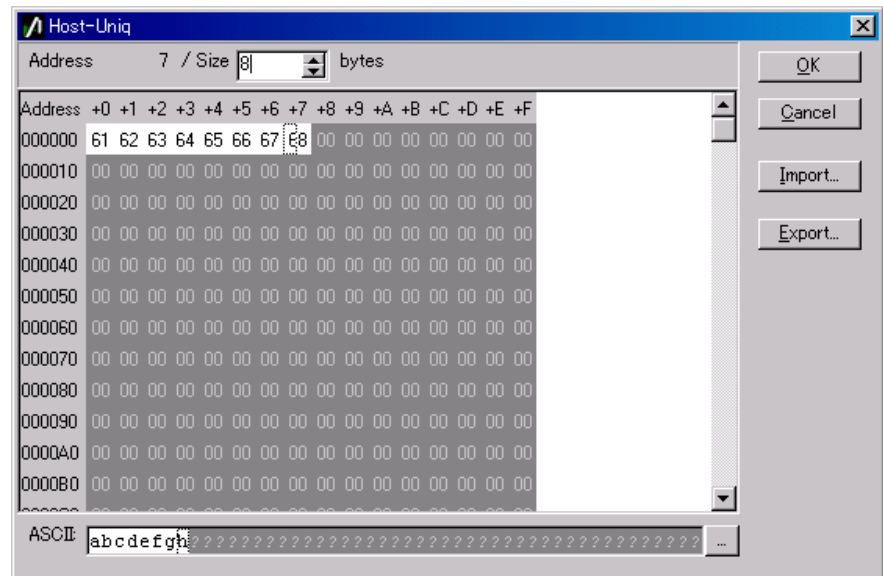 Host-Uniq
Address 7 / Size 8 bytes
OK
Address +0 +1 +2 +3 +4 +5 +6 +7 +8 +9 +A +B +C +D +E +F
Cancel
000000 61 62 63 64 65 66 67 68 00 00 00 00 00 00 00 00
000010 00 00 00 00 00 00 00 00 00 00 00 00 00 00 00 00
Import...
000020 00 00 00 00 00 00 00 00 00 00 00 00 00 00 00 00
000030 00 00 00 00 00 00 00 00 00 00 00 00 00 00 00 00
Export...
000040 00 00 00 00 00 00 00 00 00 00 00 00 00 00 00 00
000050 00 00 00 00 00 00 00 00 00 00 00 00 00 00 00 00
000060 00 00 00 00 00 00 00 00 00 00 00 00 00 00 00 00
000070 00 00 00 00 00 00 00 00 00 00 00 00 00 00 00 00
000080 00 00 00 00 00 00 00 00 00 00 00 00 00 00 00 00
000090 00 00 00 00 00 00 00 00 00 00 00 00 00 00 00 00
0000A0 00 00 00 00 00 00 00 00 00 00 00 00 00 00 00 00
0000B0 00 00 00 00 00 00 00 00 00 00 00 00 00 00 00 00
ASCII: abcdefgh???????????????????????????????????????? ...